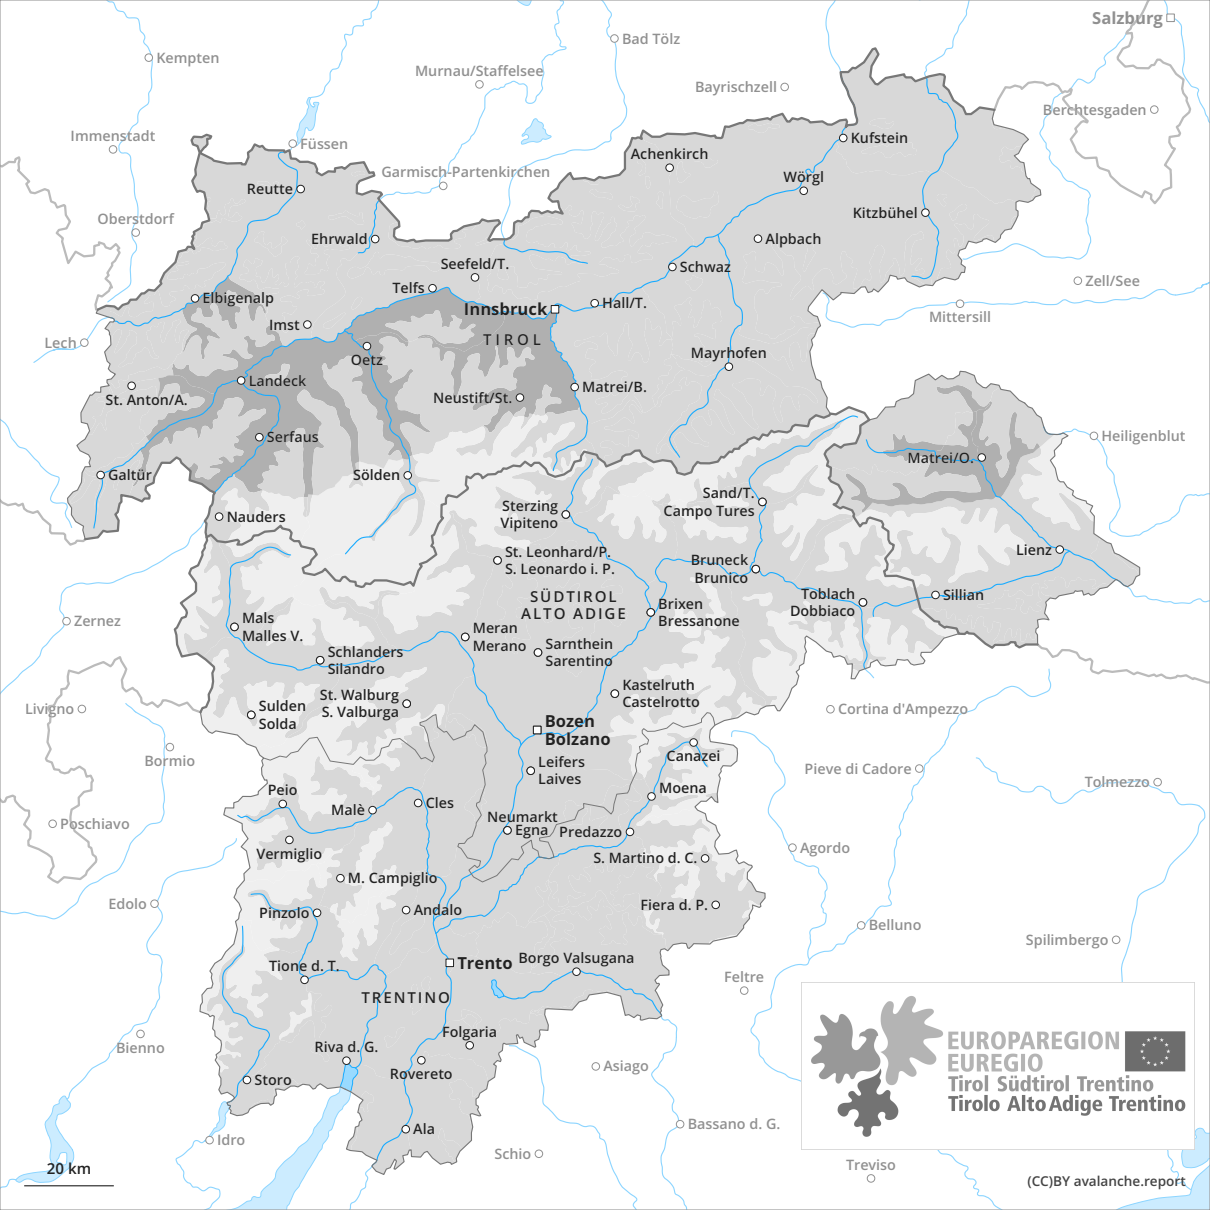 Salzburg
Bad Tölz
Kempten
Murnau/Staffelsee
Bayrischzell
Berchtesgaden
Immenstadt
Füssen
Kufstein
Achenkirch
Garmisch-Partenkirchen
Wörgl
Reutte
Oberstdorf
Kitzbühel
Ehrwald
Alpbach
Seefeld/T.
Schwaz
Zell/See
Telfs
Elbigenalp
Hall/T.
Innsbruck
Mittersill
Imst
TIROL
Lech
Oetz
Mayrhofen
Landeck
Matrei/B.
St. Anton/A.
Neustift/St.
Serfaus
Heiligenblut
Matrei/O.
Galtür
Sölden
Sand/T.
Campo Tures
Sterzing
Vipiteno
Nauders
St. Leonhard/P.
S. Leonardo i. P.
Lienz
Bruneck
Brunico
SÜDTIROL
ALTO ADIGE
Toblach
Dobbiaco
Sillian
Brixen
Bressanone
Zernez
Mals
Malles V.
Meran
Merano
Sarnthein
Sarentino
Schlanders
Silandro
Kastelruth
Castelrotto
St. Walburg
S. Valburga
Sulden
Solda
Livigno
Cortina d'Ampezzo
Bozen
Bolzano
Bormio
Canazei
Leifers
Laives
Pieve di Cadore
Tolmezzo
Peio
Moena
Malè
Cles
Neumarkt
Egna
Predazzo
Poschiavo
Vermiglio
Agordo
S. Martino d. C.
M. Campiglio
Edolo
Pinzolo
Andalo
Fiera d. P.
Belluno
Spilimbergo
Trento
Borgo Valsugana
Tione d. T.
Feltre
TRENTINO
Folgaria
Bienno
Riva d. G.
EUROPAREGION
EUREGIO
Tirol Südtirol Trentino
Tirolo Alto Adige Trentino
Asiago
Rovereto
Storo
Bassano d. G.
Ala
Idro
Schio
Treviso
20 km
(CC)BY avalanche.report